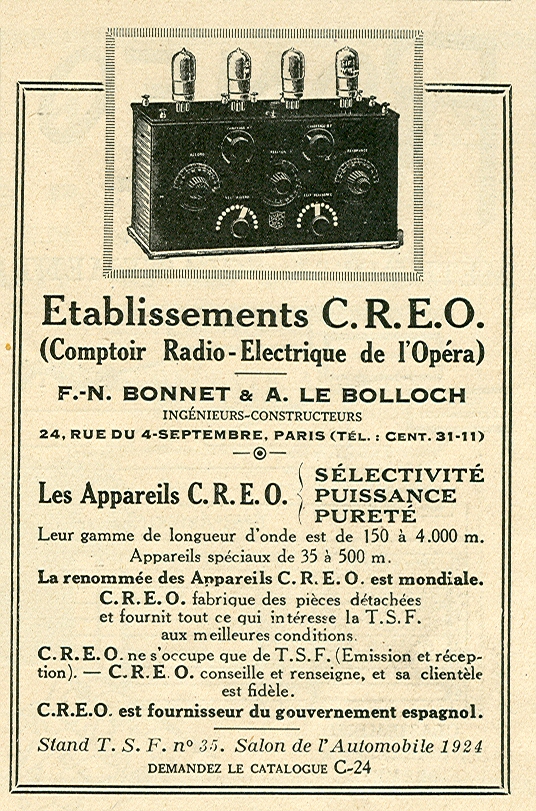 Etablissements C.R.E.O.
(Comptoir Radio-Electrique de l'Opéra)
F.-N. BONNET & A. LE BOLLOCH
INGÉNIEURS-CONSTRUCTEURS
24, RUE DU 4-SEPTEMBRE, PARIS (TÉL. : CENT. 31-11)
Les Appareils C.R.E.O.
SÉLECTIVITÉ
PUISSANCE
PURETÉ
Leur gamme de longueur d'onde est de 150 à 4.000 m.
Appareils spéciaux de 35 à 500 m.
La renommée des Appareils C.R.E.O. est mondiale.
C.R.E.O. fabrique des pièces détachées
et fournit tout ce qui intéresse la T.S.F.
aux meilleures conditions.
C.R.E.O. ne s'occupe que de T.S.F. (Emission et récep-
tion). — C.R.E.O. conseille et renseigne, et sa clientèle
est fidèle.
C.R.E.O. est fournisseur du gouvernement espagnol.
Stand T. S. F. nº 35. Salon de l'Automobile 1924
DEMANDEZ LE CATALOGUE C-24